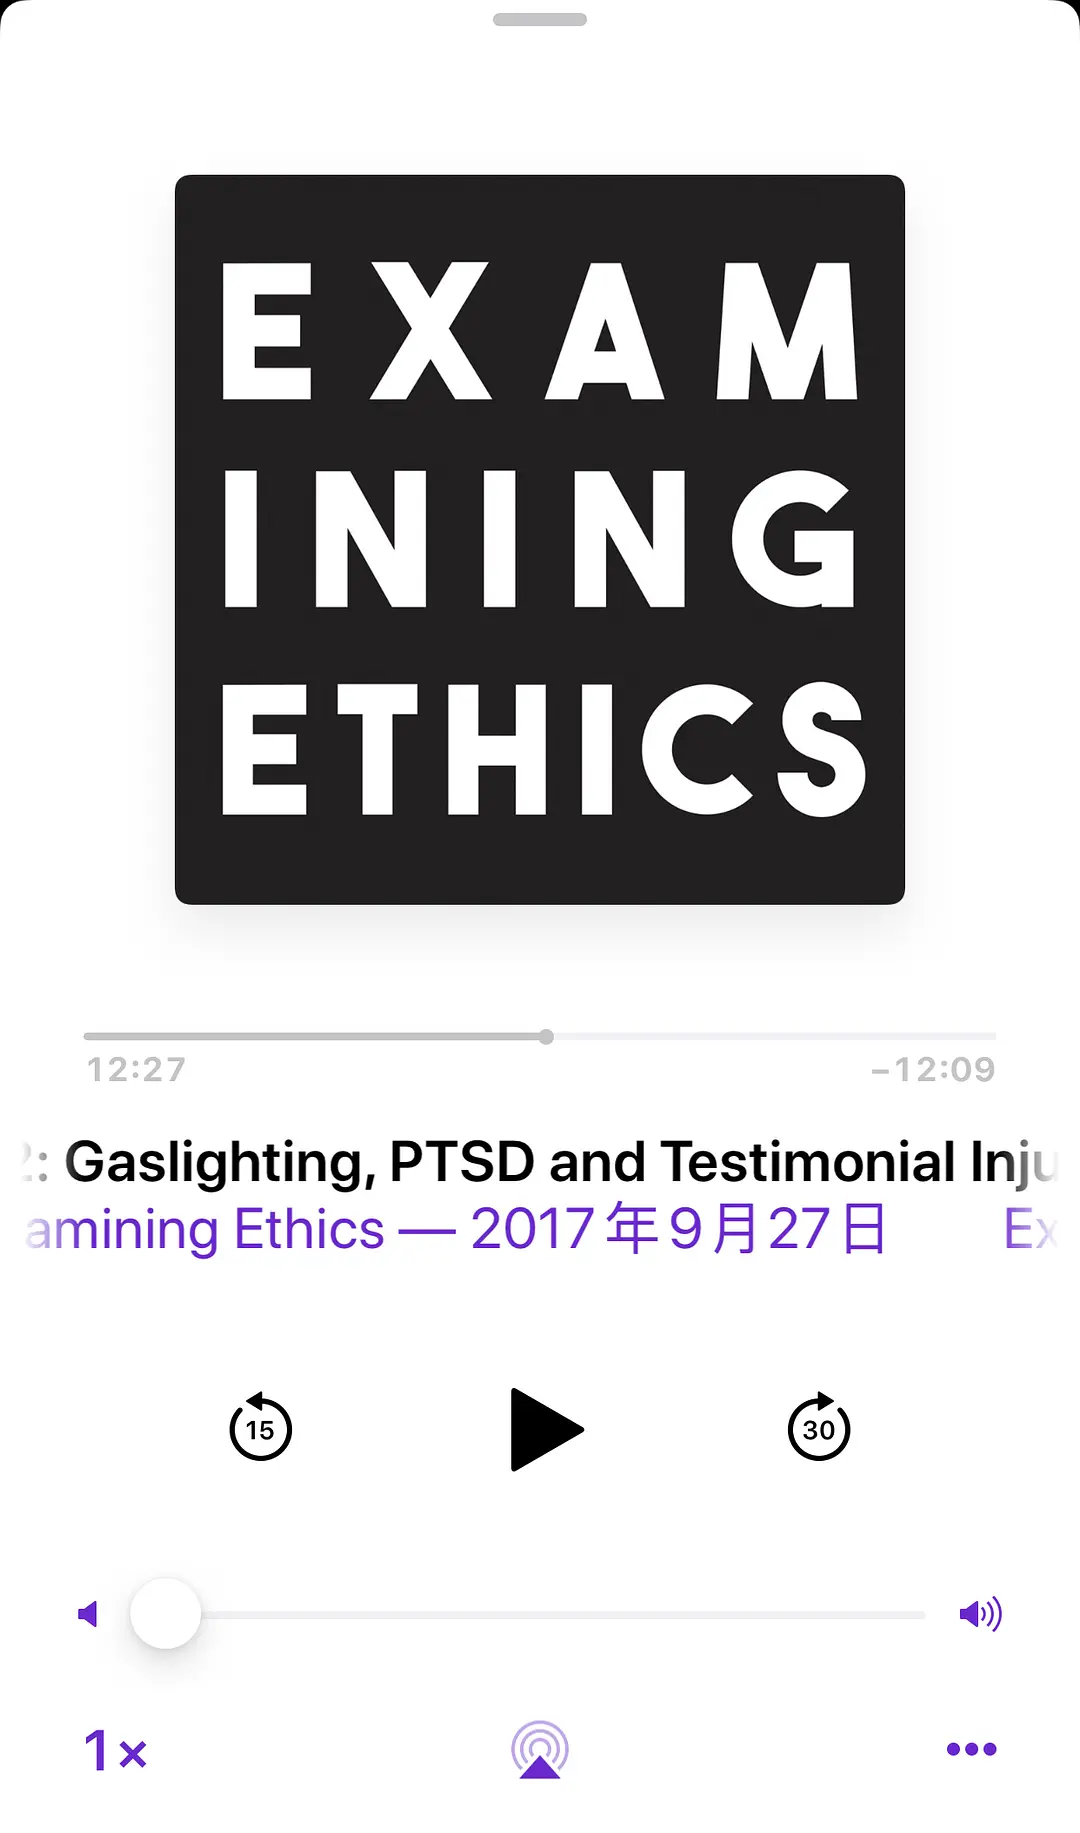 EXAM
INING
ETHICS
12:27
–12:09
: Gaslighting, PTSD and Testimonial Inju
amining Ethics — 2017年9月27日 Ex
15
30
1×